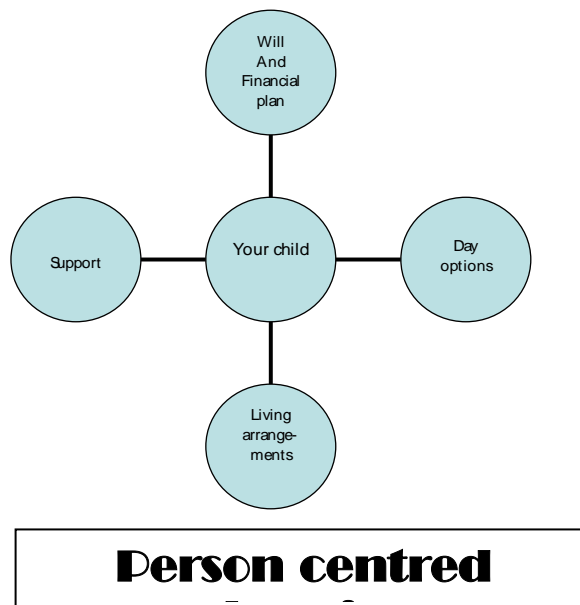 Will
And
Financial
plan
Support
Your child
Day
options
Living
arrange-
ments
Person centred